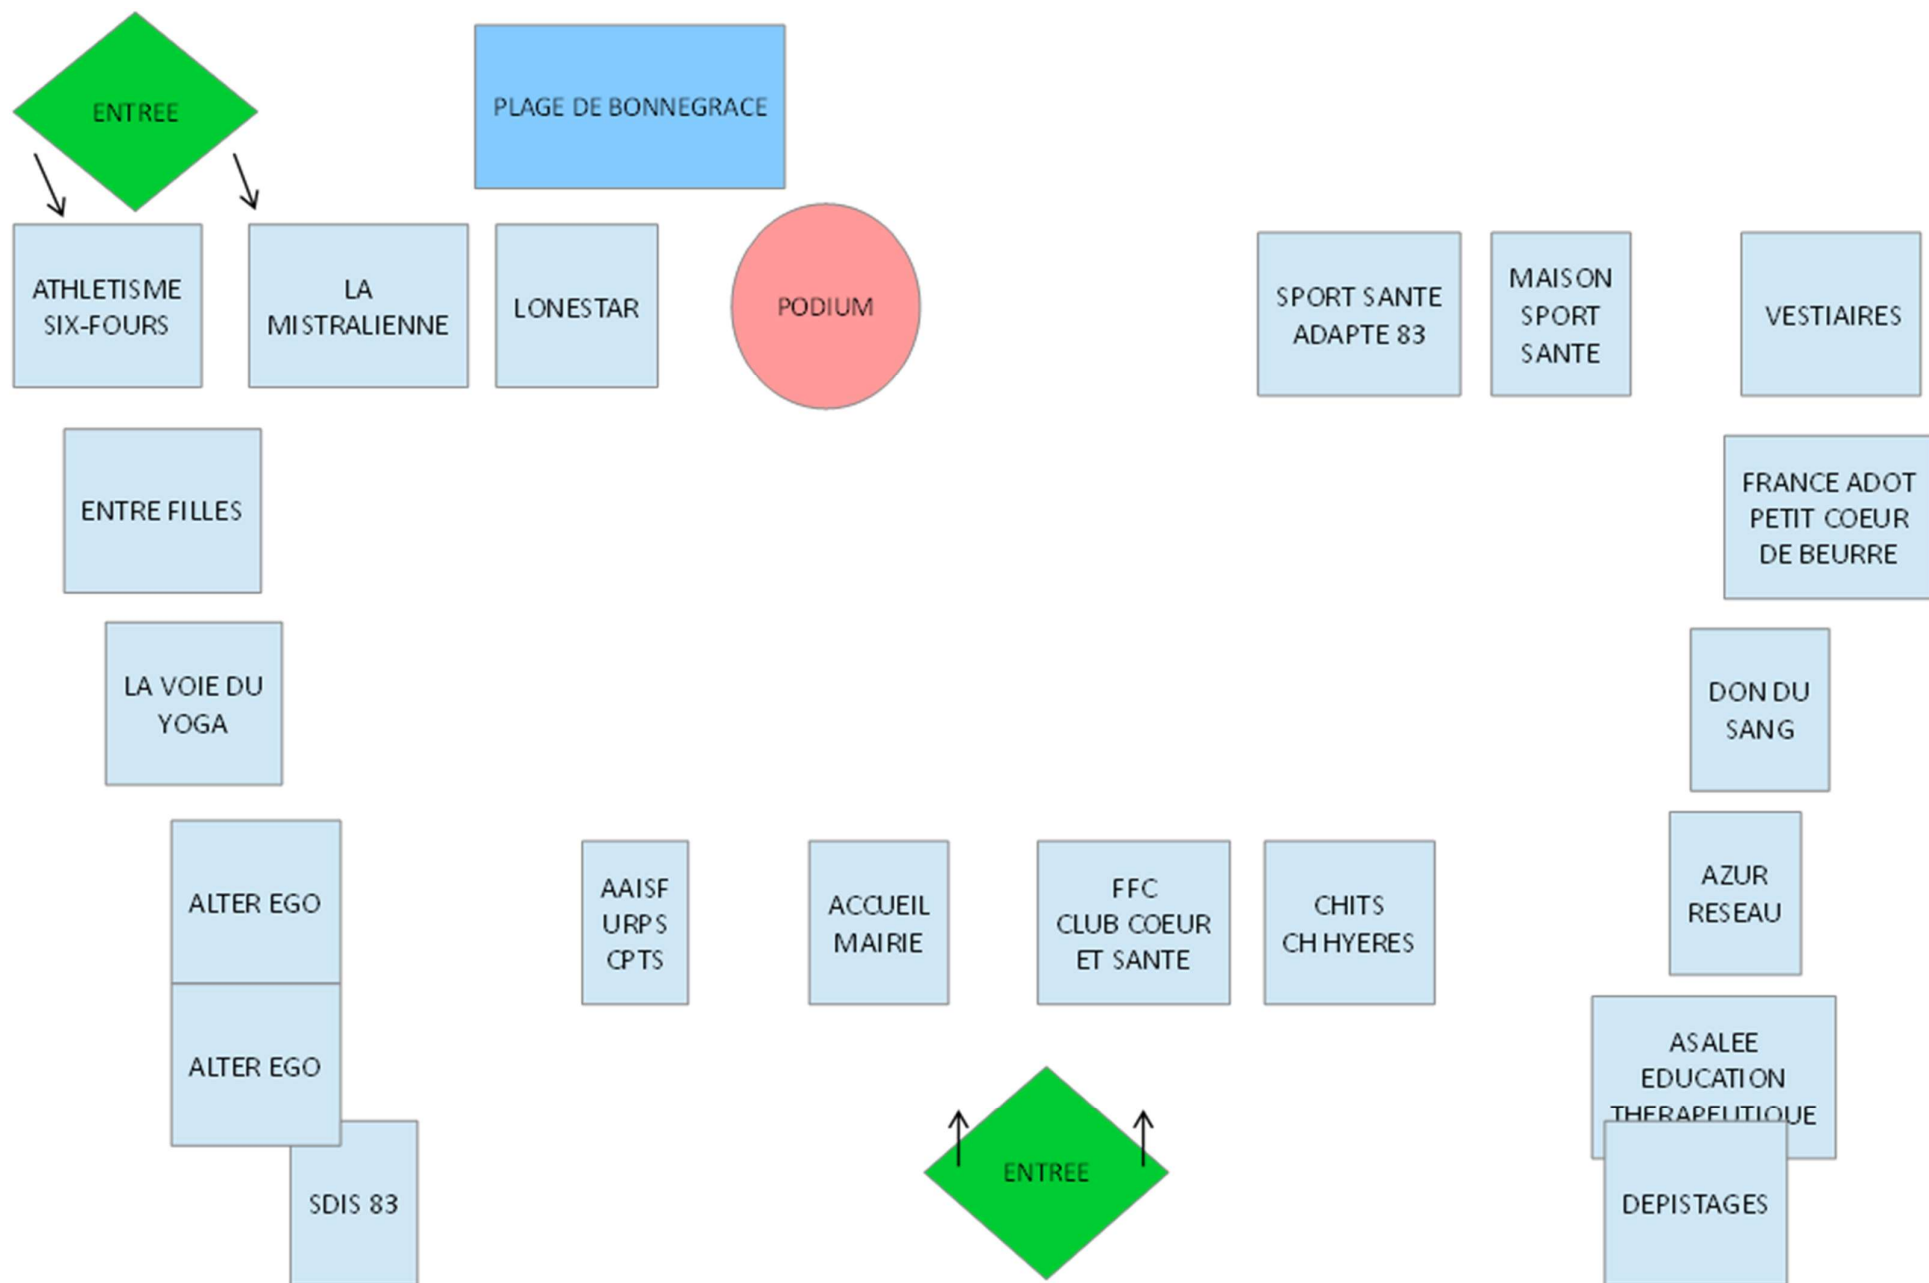 ENTREE
PLAGE DE BONNEGRACE
ATHLETISME
SIX-FOURS
LA
MISTRALIENNE
LONESTAR
PODIUM
SPORT SANTE
ADAPTE 83
MAISON
SPORT
SANTE
VESTIAIRES
ENTRE FILLES
FRANCE ADOT
PETIT COEUR
DE BEURRE
LA VOIE DU
YOGA
DON DU
SANG
ALTER EGO
AAISF
URPS
CPTS
ACCUEIL
MAIRIE
FFC
CLUB COEUR
ET SANTE
CHITS
CH HYERES
AZUR
RESEAU
ALTER EGO
ASALEE
EDUCATION
THERAPEUTIQUE
SDIS 83
ENTREE
DEPISTAGES